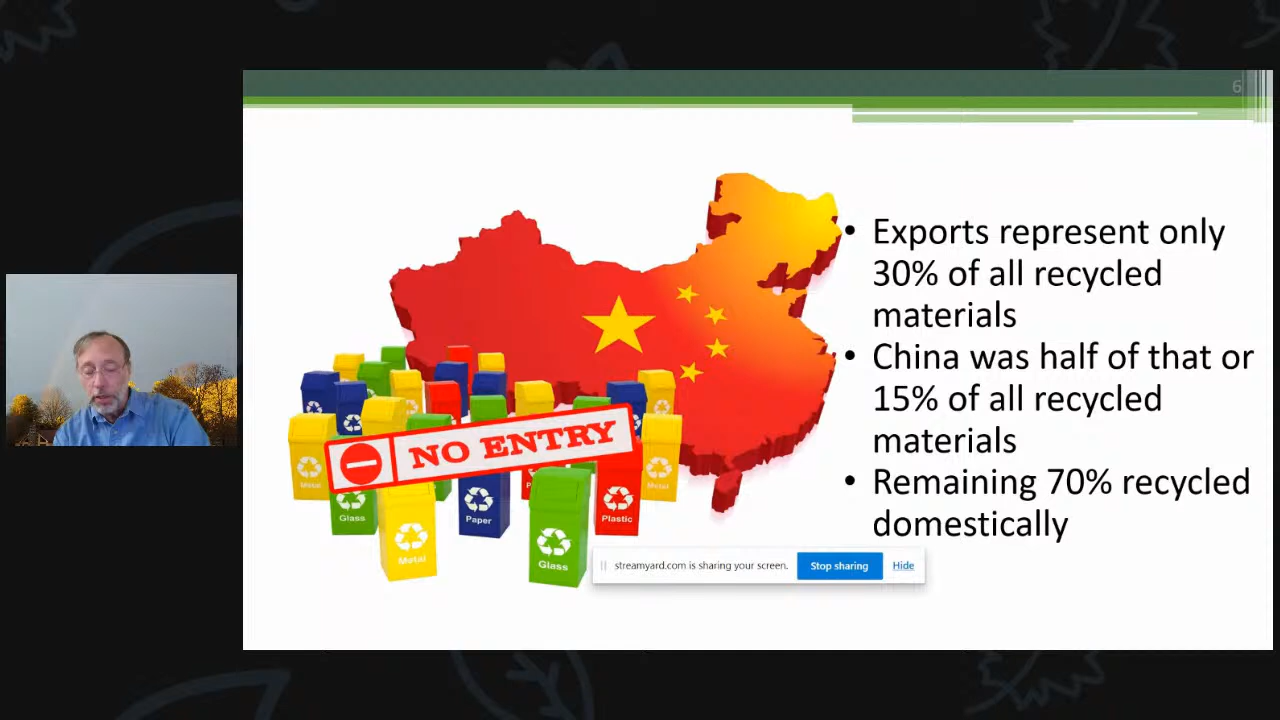 6
• Exports represent only
30% of all recycled
materials
• China was half of that or
15% of all recycled
materials
• Remaining 70% recycled
domestically
NO ENTRY
Metal
Glass
Metal
Paper
Glass
Plastic
Metal
streamyard.com is sharing your screen.
Stop sharing
Hide